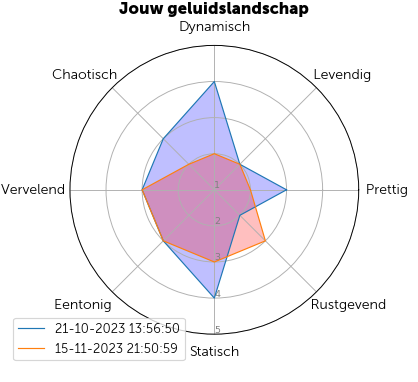 Jouw geluidslandschap
Dynamisch
Chaotisch
Levendig
Vervelend
Prettig
1
2
3
4
5
Eentonig
Rustgevend
Statisch
21-10-2023 13:56:50
15-11-2023 21:50:59